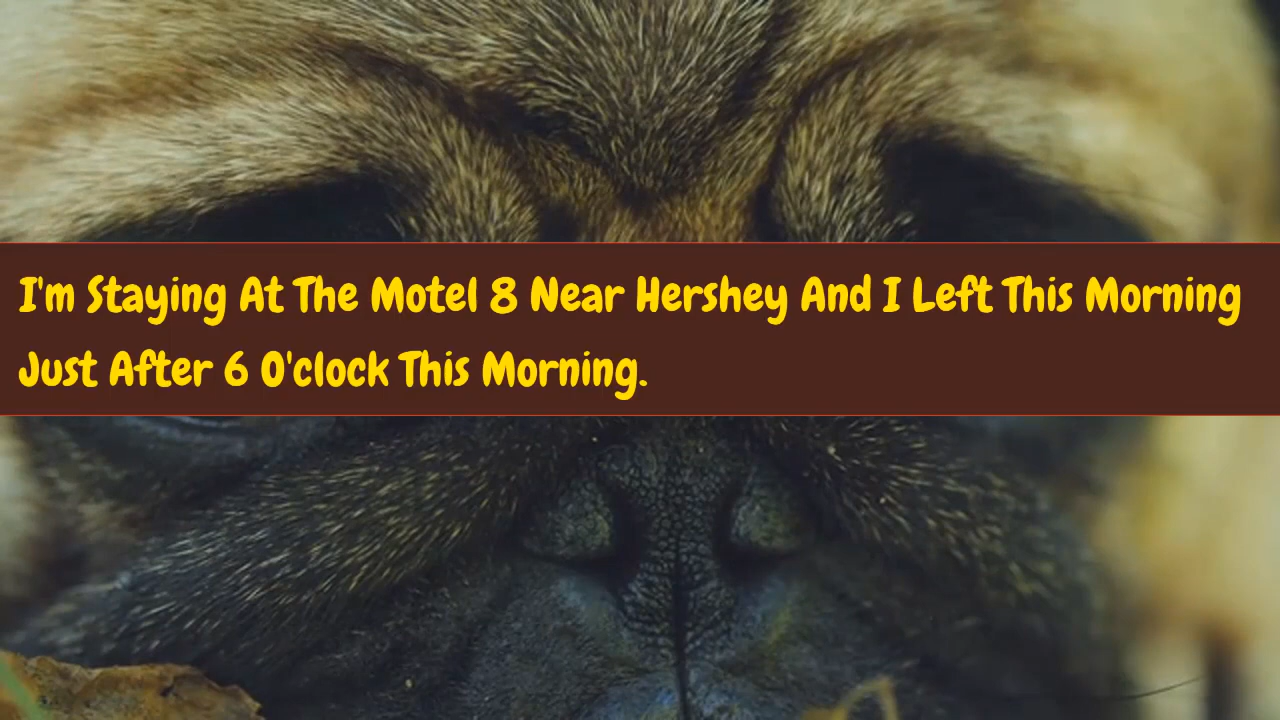 I'm Staying At The Motel 8 Near Hershey And I Left This Morning
Just After 6 O'clock This Morning.